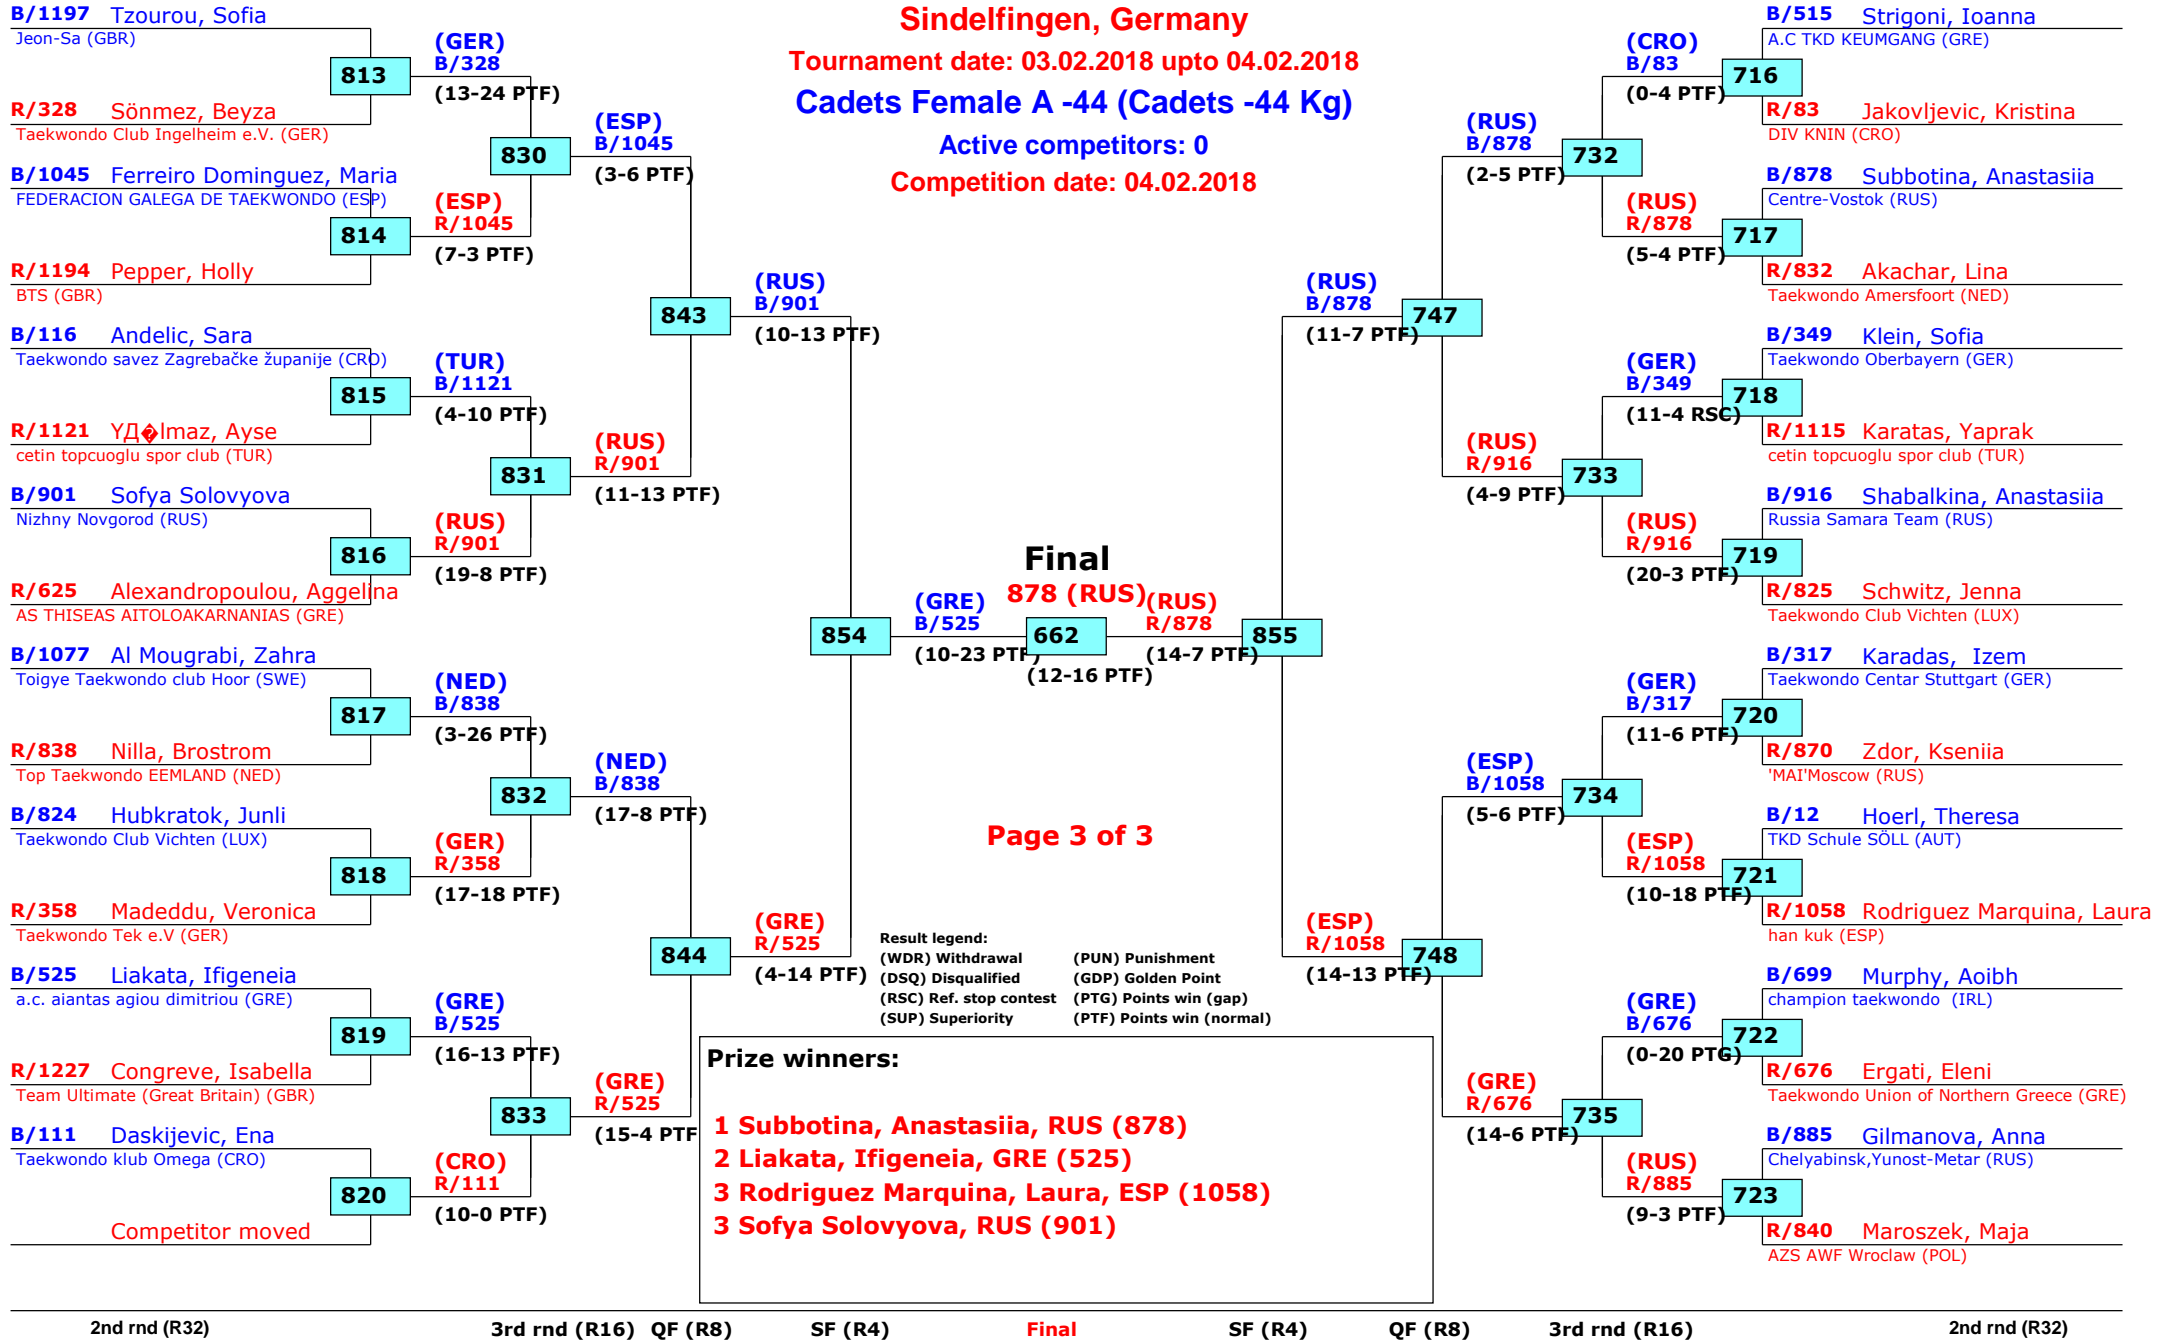 Sindelfingen, Germany
Tournament date: 03.02.2018 upto 04.02.2018
Cadets Female A -44 (Cadets -44 Kg)
Active competitors: 0
Competition date: 04.02.2018
B/1197 Tzourou, Sofia
Jeon-Sa (GBR)
813
R/328 Sönmez, Beyza
Taekwondo Club Ingelheim e.V. (GER)
B/1045 Ferreiro Dominguez, Maria
FEDERACION GALEGA DE TAEKWONDO (ESP)
814
R/1194 Pepper, Holly
BTS (GBR)
B/116 Andelic, Sara
Taekwondo savez Zagrebačke županije (CRO)
815
R/1121 YД�lmaz, Ayse
cetin topcuoglu spor club (TUR)
B/901 Sofya Solovyova
Nizhny Novgorod (RUS)
816
R/625 Alexandropoulou, Aggelina
AS THISEAS AITOLOAKARNANIAS (GRE)
B/1077 Al Mougrabi, Zahra
Toigye Taekwondo club Hoor (SWE)
817
R/838 Nilla, Brostrom
Top Taekwondo EEMLAND (NED)
B/824 Hubkratok, Junli
Taekwondo Club Vichten (LUX)
818
R/358 Madeddu, Veronica
Taekwondo Tek e.V (GER)
B/525 Liakata, Ifigeneia
a.c. aiantas agiou dimitriou (GRE)
819
R/1227 Congreve, Isabella
Team Ultimate (Great Britain) (GBR)
B/111 Daskijevic, Ena
Taekwondo klub Omega (CRO)
820
Competitor moved
(GER)
B/328
(13-24 PTF)
830
(ESP)
R/1045
(7-3 PTF)
(TUR)
B/1121
(4-10 PTF)
831
(RUS)
R/901
(19-8 PTF)
(NED)
B/838
(3-26 PTF)
832
(GER)
R/358
(17-18 PTF)
(GRE)
B/525
(16-13 PTF)
833
(CRO)
R/111
(10-0 PTF)
(ESP)
B/1045
(3-6 PTF)
843
(RUS)
R/901
(11-13 PTF)
(NED)
B/838
(17-8 PTF)
844
(GRE)
R/525
(15-4 PTF
(RUS)
B/901
(10-13 PTF)
854
(GRE)
R/525
(4-14 PTF)
Final
878 (RUS)
(GRE)
B/525
(10-23 PTF)
662
(12-16 PTF)
(RUS)
R/878
(14-7 PTF)
855
Page 3 of 3
(RUS)
B/878
(11-7 PTF)
747
(ESP)
R/1058
(14-13 PTF)
748
(RUS)
B/878
(2-5 PTF)
732
(RUS)
R/916
(4-9 PTF)
733
(ESP)
B/1058
(5-6 PTF)
734
(GRE)
R/676
(14-6 PTF)
735
(CRO)
B/83
(0-4 PTF)
716
(RUS)
R/878
(5-4 PTF)
717
(GER)
B/349
(11-4 RSC)
718
(RUS)
R/916
(20-3 PTF)
719
(GER)
B/317
(11-6 PTF)
720
(ESP)
R/1058
(10-18 PTF)
721
(GRE)
B/676
(0-20 PTG)
722
(RUS)
R/885
(9-3 PTF)
723
B/515 Strigoni, Ioanna
A.C TKD KEUMGANG (GRE)
R/83 Jakovljevic, Kristina
DIV KNIN (CRO)
B/878 Subbotina, Anastasiia
Centre-Vostok (RUS)
R/832 Akachar, Lina
Taekwondo Amersfoort (NED)
B/349 Klein, Sofia
Taekwondo Oberbayern (GER)
R/1115 Karatas, Yaprak
cetin topcuoglu spor club (TUR)
B/916 Shabalkina, Anastasiia
Russia Samara Team (RUS)
R/825 Schwitz, Jenna
Taekwondo Club Vichten (LUX)
B/317 Karadas, Izem
Taekwondo Centar Stuttgart (GER)
R/870 Zdor, Kseniia
'MAI'Moscow (RUS)
B/12 Hoerl, Theresa
TKD Schule SÖLL (AUT)
R/1058 Rodriguez Marquina, Laura
han kuk (ESP)
B/699 Murphy, Aoibh
champion taekwondo (IRL)
R/676 Ergati, Eleni
Taekwondo Union of Northern Greece (GRE)
B/885 Gilmanova, Anna
Chelyabinsk,Yunost-Metar (RUS)
R/840 Maroszek, Maja
AZS AWF Wroclaw (POL)
Result legend:
(WDR) Withdrawal (PUN) Punishment
(DSQ) Disqualified (GDP) Golden Point
(RSC) Ref. stop contest (PTG) Points win (gap)
(SUP) Superiority (PTF) Points win (normal)
Prize winners:
1 Subbotina, Anastasiia, RUS (878)
2 Liakata, Ifigeneia, GRE (525)
3 Rodriguez Marquina, Laura, ESP (1058)
3 Sofya Solovyova, RUS (901)
2nd rnd (R32) 3rd rnd (R16) QF (R8) SF (R4) Final SF (R4) QF (R8) 3rd rnd (R16) 2nd rnd (R32)